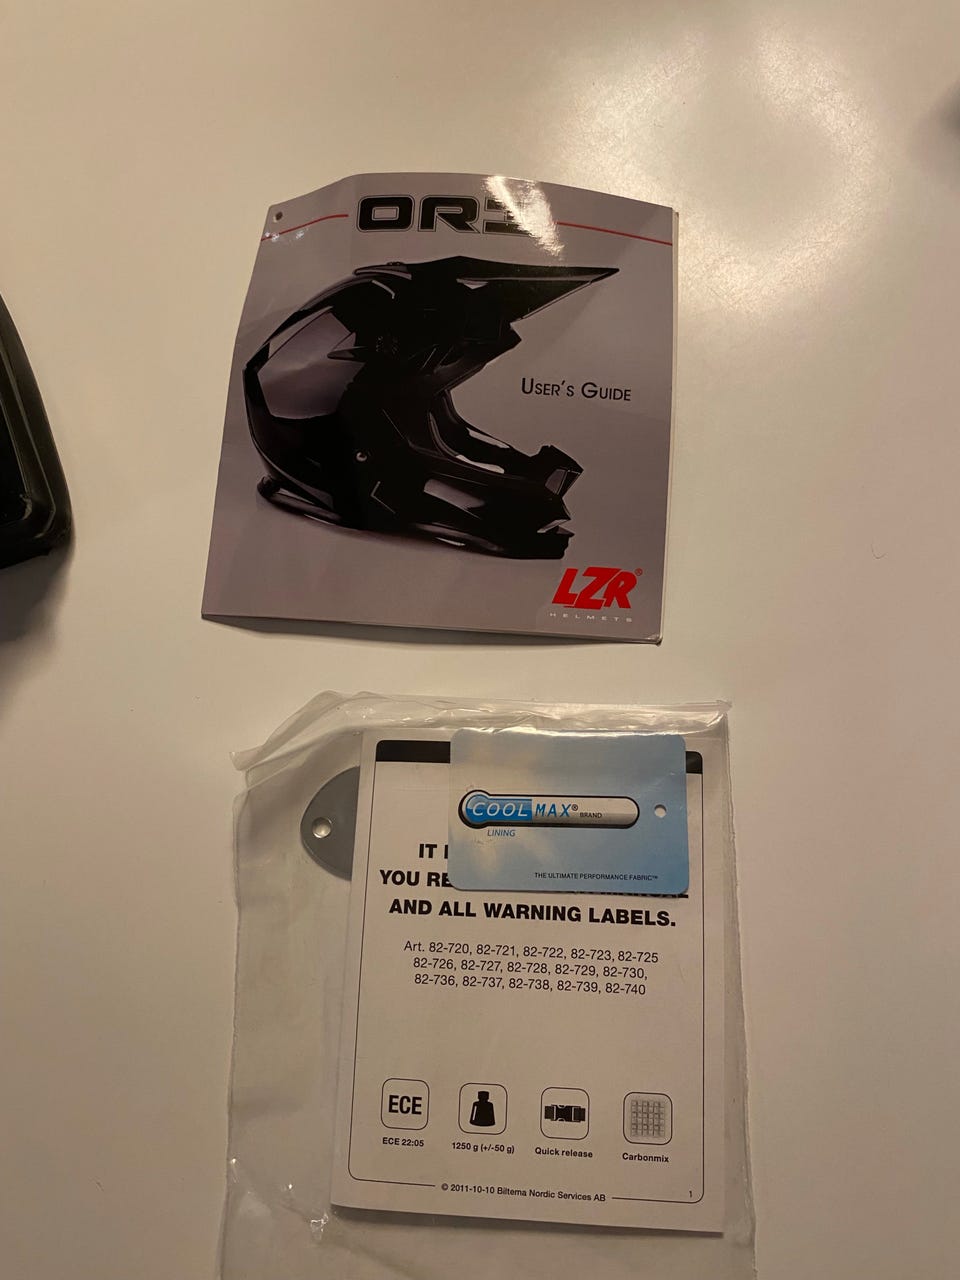 OR3
USER'S GUIDE
LZR®
HELMETS
COOLMAX® BRAND
LINING
THE ULTIMATE PERFORMANCE FABRIC™
IT
YOU
AND ALL WARNING LABELS.
Art. 82-720, 82-721, 82-722, 82-723, 82-725
82-726, 82-727, 82-728, 82-729, 82-730,
82-736, 82-737, 82-738, 82-739, 82-740
ECE
ECE 22:05
1250 g (+/-50 g)
Quick release
Carbonmix
© 2011-10-10 Biltema Nordic Services AB
1